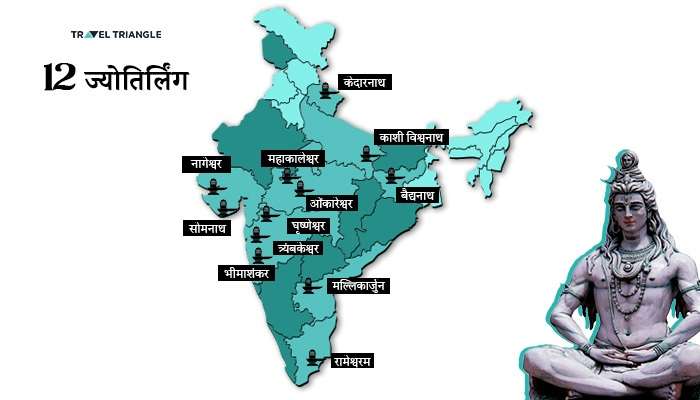 TRAVEL TRIANGLE
12 ज्योतिर्लिंग
केदारनाथ
काशी विश्वनाथ
महाकालेश्वर
नागेश्वर
बैद्यनाथ
ओंकारेश्वर
सोमनाथ
घृष्णेश्वर
त्र्यंबकेश्वर
भीमाशंकर
मल्लिकार्जुन
रामेश्वरम